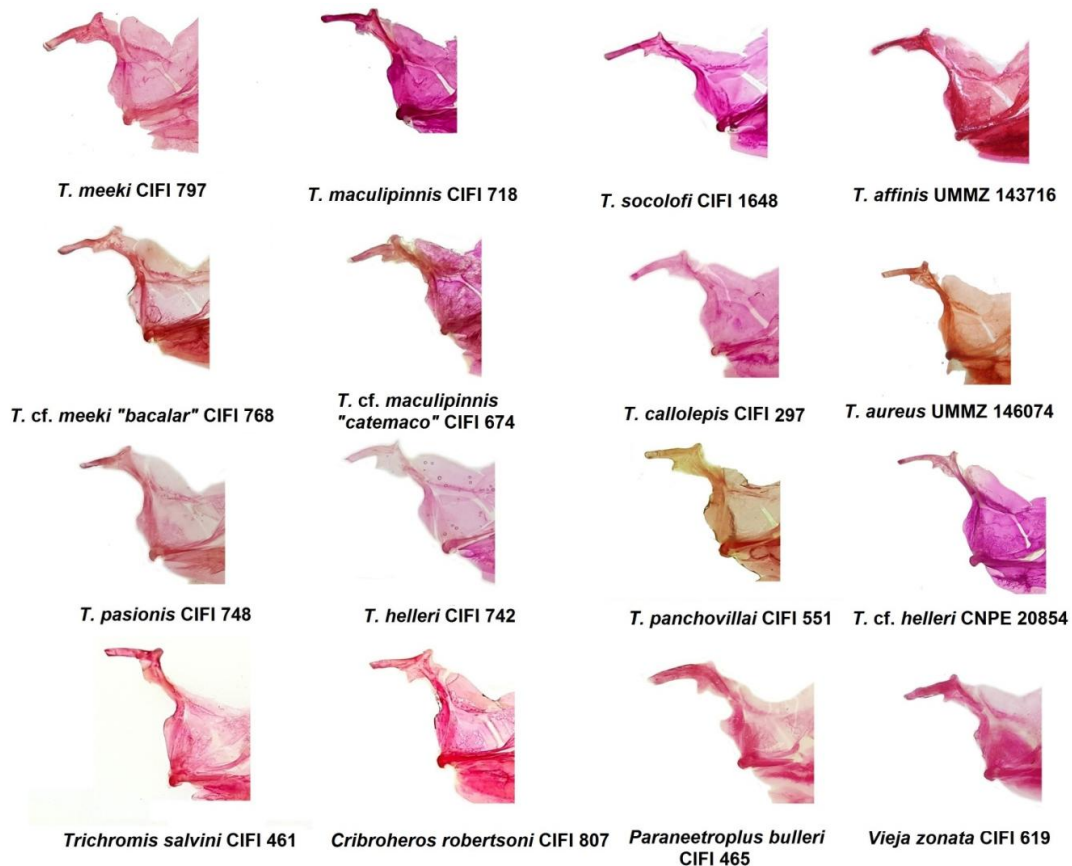 T. meeki CIFI 797
T. maculipinnis CIFI 718
T. socolofi CIFI 1648
T. affinis UMMZ 143716
T. cf. meeki "bacalar" CIFI 768
T. cf. maculipinnis
"catemaco" CIFI 674
T. callolepis CIFI 297
T. aureus UMMZ 146074
T. pasionis CIFI 748
T. helleri CIFI 742
T. panchovillai CIFI 551
T. cf. helleri CNPE 20854
Trichromis salvini CIFI 461
Cribroheros robertsoni CIFI 807
Paraneetroplus bulleri
CIFI 465
Vieja zonata CIFI 619